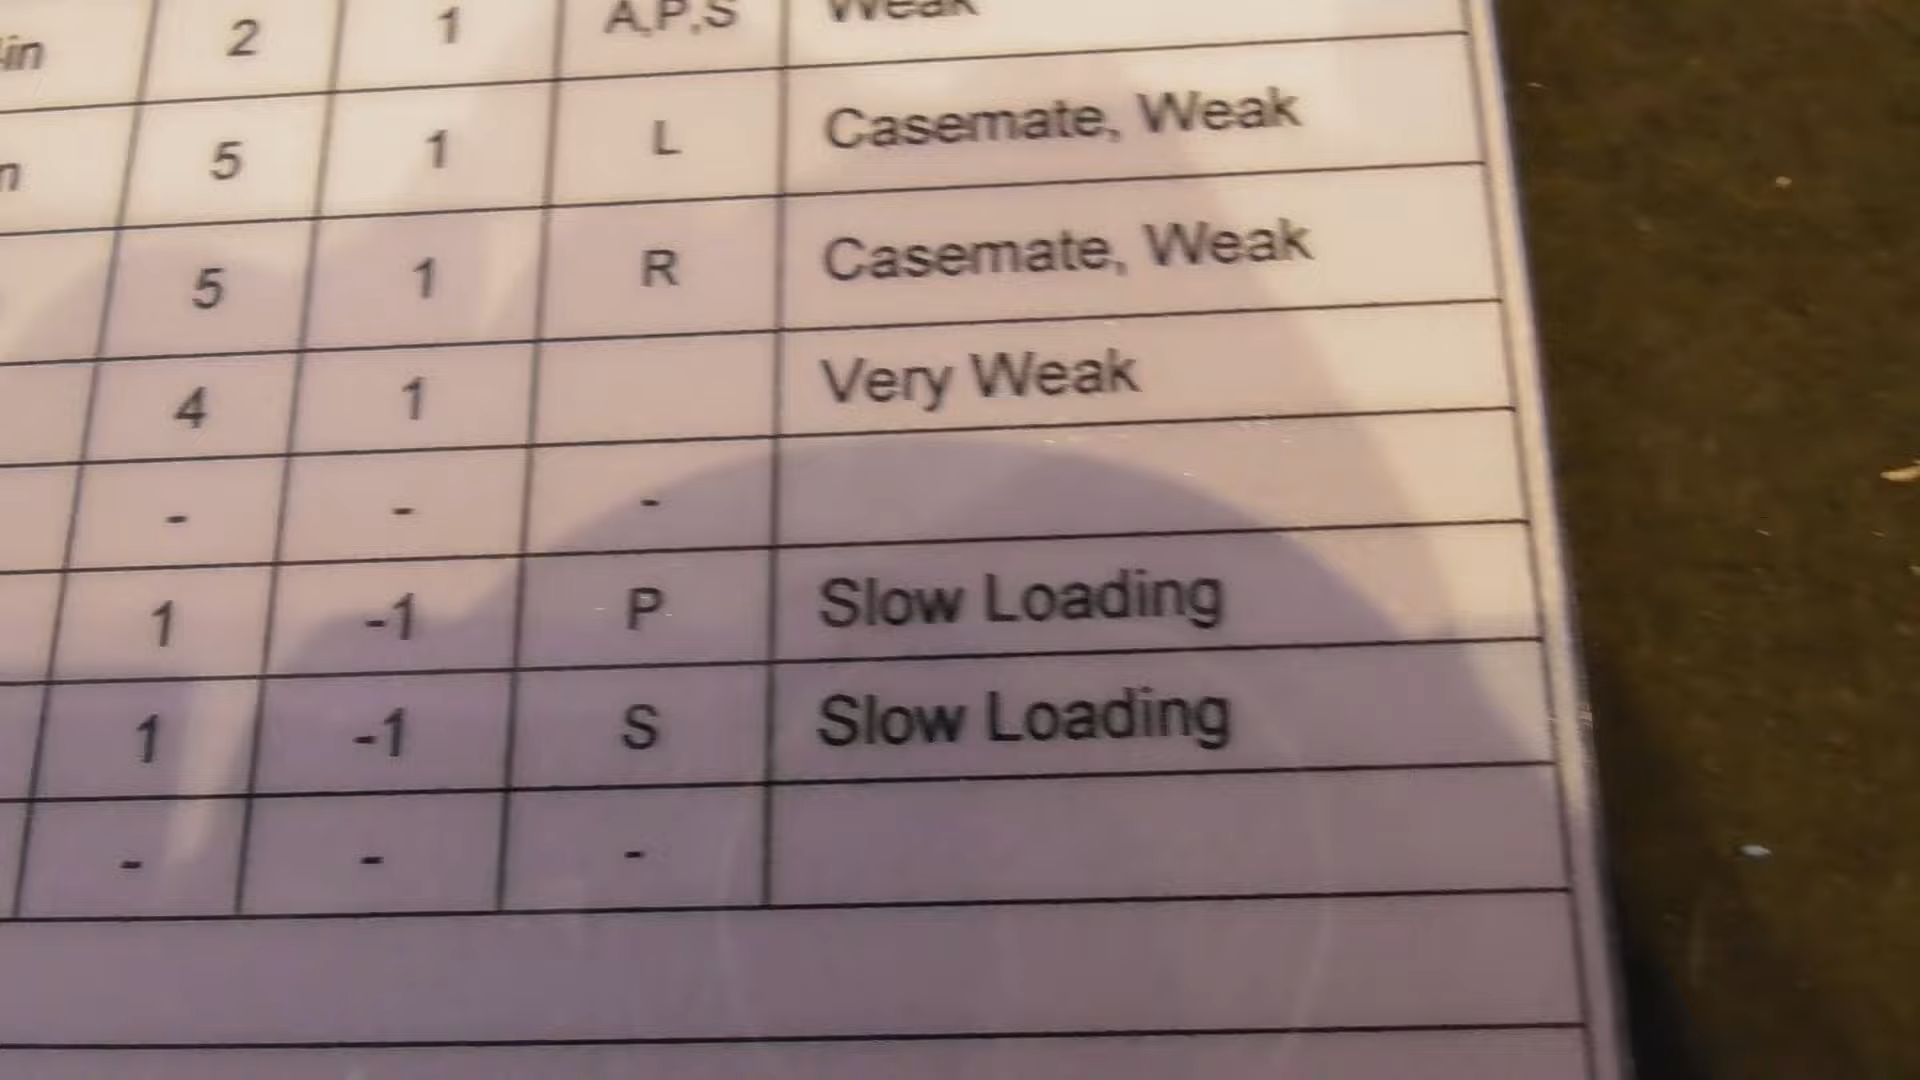 in 2 1 A,P,S Weak
n 5 1 L Casemate, Weak
5 1 R Casemate, Weak
4 1 Very Weak
- - -
1 -1 P Slow Loading
1 -1 S Slow Loading
- - -